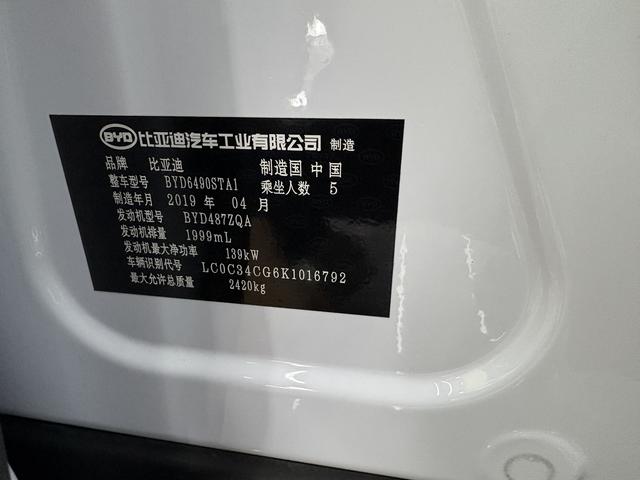 BYD 比亚迪汽车工业有限公司 制造
品牌 比亚迪 制造国 中国
整车型号 BYD6490STA1 乘坐人数 5
制造年月 2019 年 04 月
发动机型号 BYD487ZQA
发动机排量 1999mL
发动机最大净功率 139kW
车辆识别代号 LC0C34CG6K1016792
最大允许总质量 2420kg